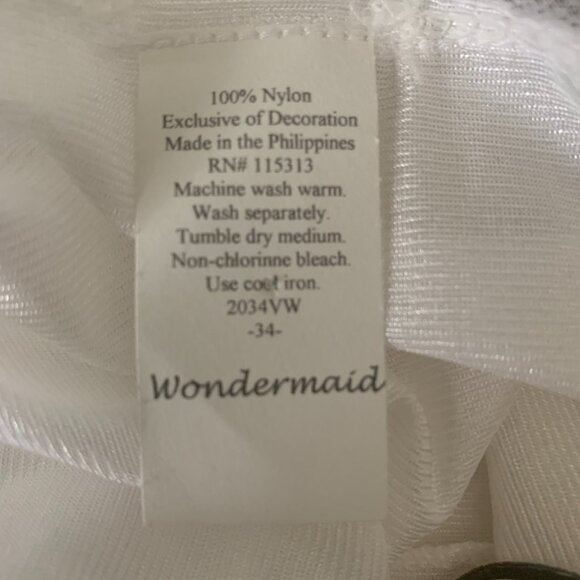 100% Nylon
Exclusive of Decoration
Made in the Philippines
RN# 115313
Machine wash warm.
Wash separately.
Tumble dry medium.
Non-chlorinne bleach.
Use cool iron.
2034VW
-34-
Wondermaid